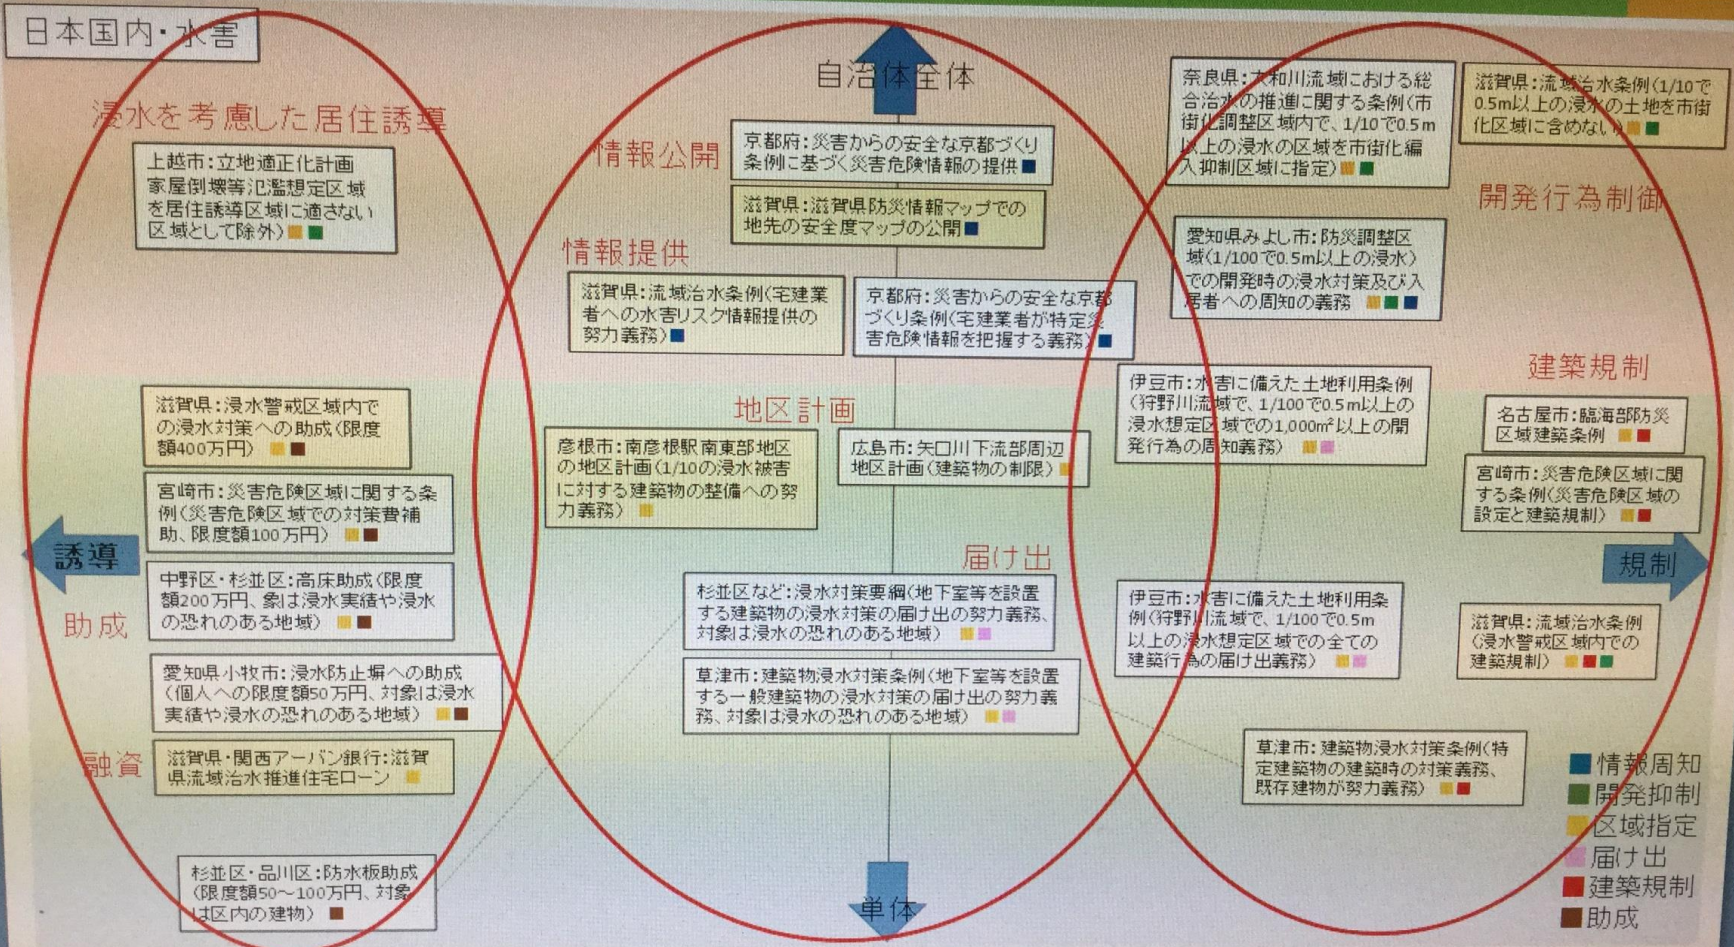 日本国内・水害
自治体全体
浸水を考慮した居住誘導
上越市：立地適正化計画
家屋倒壊等氾濫想定区域
を居住誘導区域に適さない
区域として除外）
情報公開
京都府：災害からの安全な京都づくり
条例に基づく災害危険情報の提供
滋賀県：滋賀県防災情報マップでの
地先の安全度マップの公開
情報提供
滋賀県：流域治水条例（宅建業
者への水害リスク情報提供の
努力義務）
京都府：災害からの安全な京都
づくり条例（宅建業者が特定災
害危険情報を把握する義務）
奈良県：大和川流域における総
合治水の推進に関する条例（市
街化調整区域内で、1/10で0.5m
以上の浸水の区域を市街化編
入抑制区域に指定）
滋賀県：流域治水条例（1/10で
0.5m以上の浸水の土地を市街
化区域に含めない）
開発行為制御
愛知県みよし市：防災調整区
域（1/100で0.5m以上の浸水）
での開発時の浸水対策及び入
居者への周知の義務
伊豆市：水害に備えた土地利用条例
（狩野川流域で、1/100で0.5m以上の
浸水想定区域での1,000㎡以上の開
発行為の周知義務）
建築規制
名古屋市：臨海部防災
区域建築条例
宮崎市：災害危険区域に関
する条例（災害危険区域の
設定と建築規制）
滋賀県：浸水警戒区域内で
の浸水対策への助成（限度
額400万円）
宮崎市：災害危険区域に関する条
例（災害危険区域での対策費補
助、限度額100万円）
地区計画
彦根市：南彦根駅南東部地区
の地区計画（1/10の浸水被害
に対する建築物の整備への努
力義務）
広島市：矢口川下流部周辺
地区計画（建築物の制限）
誘導
規制
中野区・杉並区：高床助成（限度
額200万円、象は浸水実績や浸水
の恐れのある地域）
助成
愛知県小牧市：浸水防止塀への助成
（個人への限度額50万円、対象は浸水
実績や浸水の恐れのある地域）
融資
滋賀県・関西アーバン銀行：滋賀
県流域治水推進住宅ローン
杉並区・品川区：防水板助成
（限度額50～100万円、対象
は区内の建物）
届け出
杉並区など：浸水対策要綱（地下室等を設置
する建築物の浸水対策の届け出の努力義務、
対象は浸水の恐れのある地域）
草津市：建築物浸水対策条例（地下室等を設置
する一般建築物の浸水対策の届け出の努力義
務、対象は浸水の恐れのある地域）
伊豆市：水害に備えた土地利用条
例（狩野川流域で、1/100で0.5m
以上の浸水想定区域での全ての
建築行為の届け出義務）
滋賀県：流域治水条例
（浸水警戒区域内での
建築規制）
草津市：建築物浸水対策条例（特
定建築物の建築時の対策義務、
既存建物が努力義務）
単体
情報周知
開発抑制
区域指定
届け出
建築規制
助成